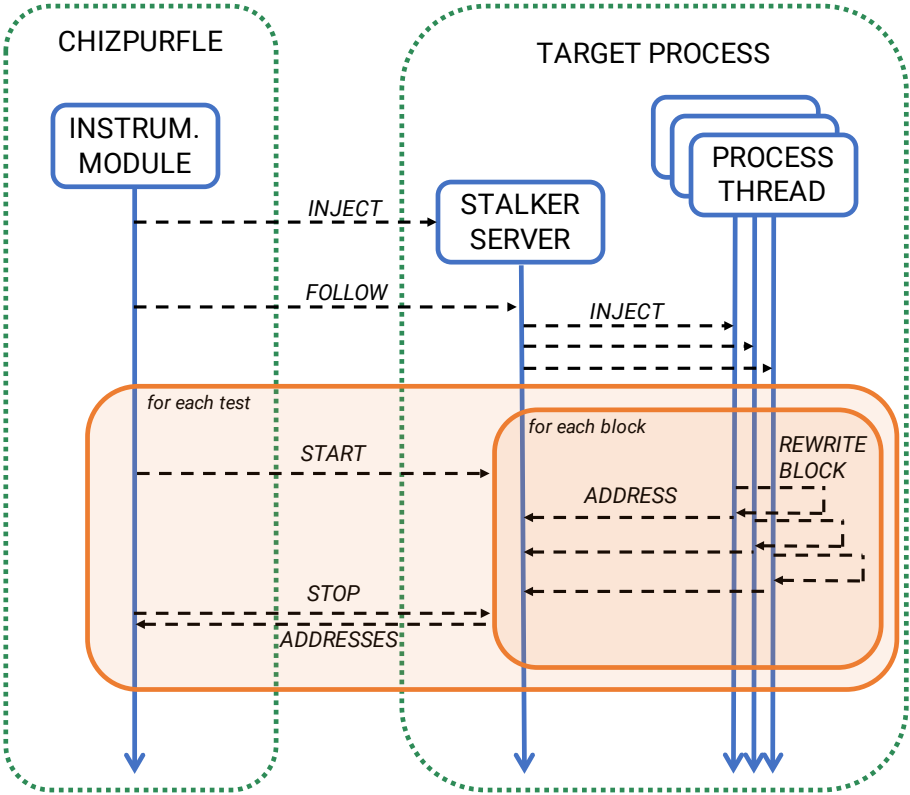 CHIZPURFLE
TARGET PROCESS
INSTRUM.
MODULE
PROCESS
THREAD
STALKER
SERVER
INJECT
FOLLOW
INJECT
for each test
for each block
REWRITE
BLOCK
START
ADDRESS
STOP
ADDRESSES